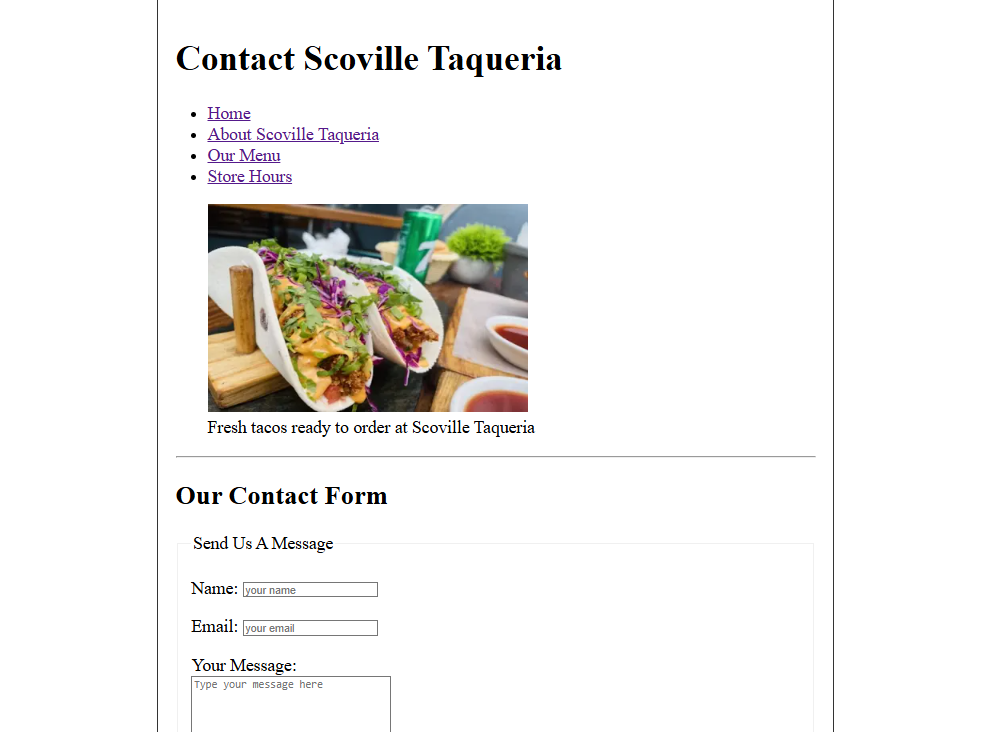 Contact Scoville Taqueria
Home
About Scoville Taqueria
Our Menu
Store Hours
Fresh tacos ready to order at Scoville Taqueria
Our Contact Form
Send Us A Message
Name: your name
Email: your email
Your Message:
Type your message here